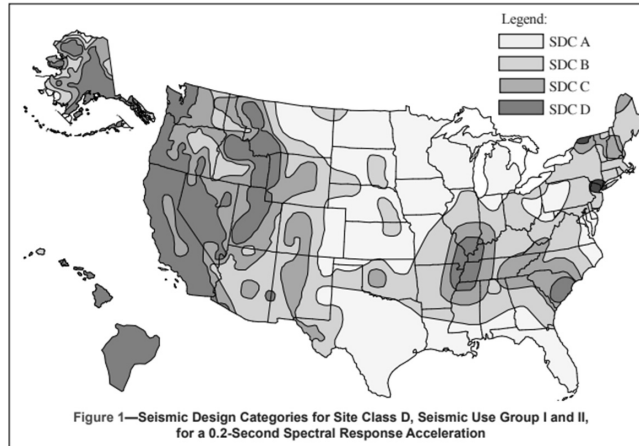 Legend:
SDC A
SDC B
SDC C
SDC D
Figure 1—Seismic Design Categories for Site Class D, Seismic Use Group I and II,
for a 0.2-Second Spectral Response Acceleration